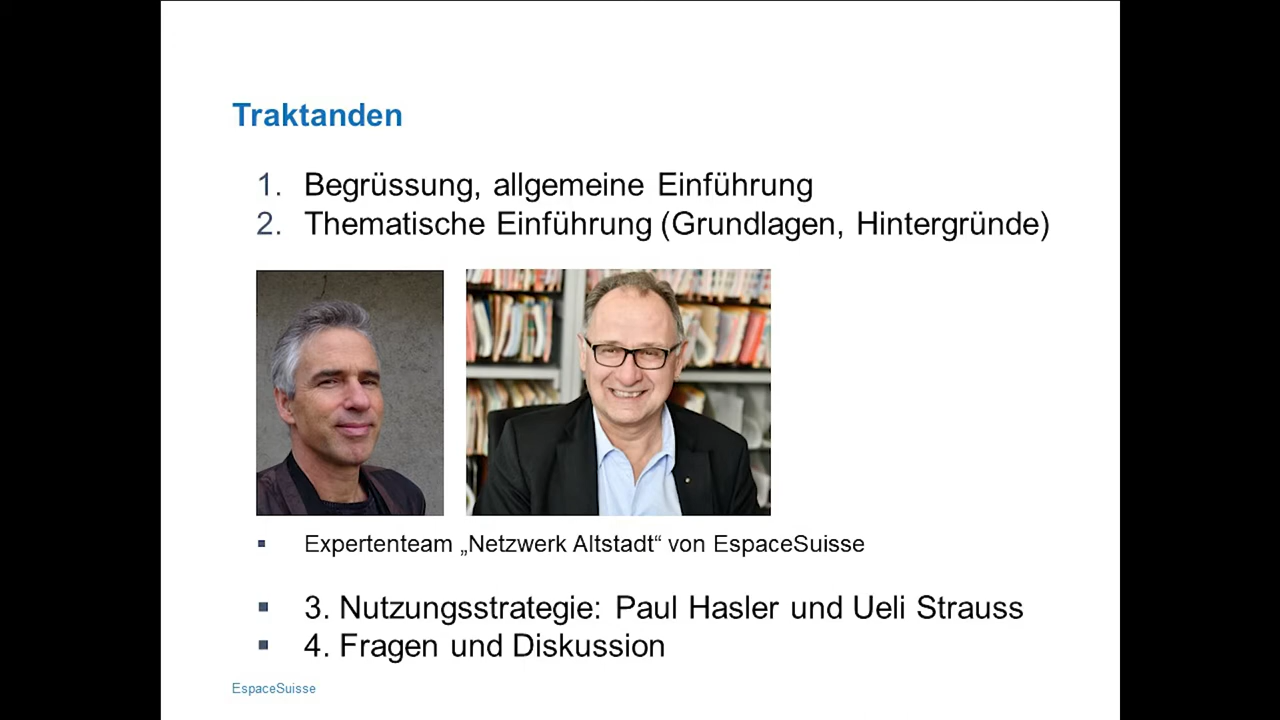 Traktanden
1. Begrüssung, allgemeine Einführung
2. Thematische Einführung (Grundlagen, Hintergründe)
▪ Expertenteam „Netzwerk Altstadt“ von EspaceSuisse
▪ 3. Nutzungsstrategie: Paul Hasler und Ueli Strauss
▪ 4. Fragen und Diskussion
EspaceSuisse